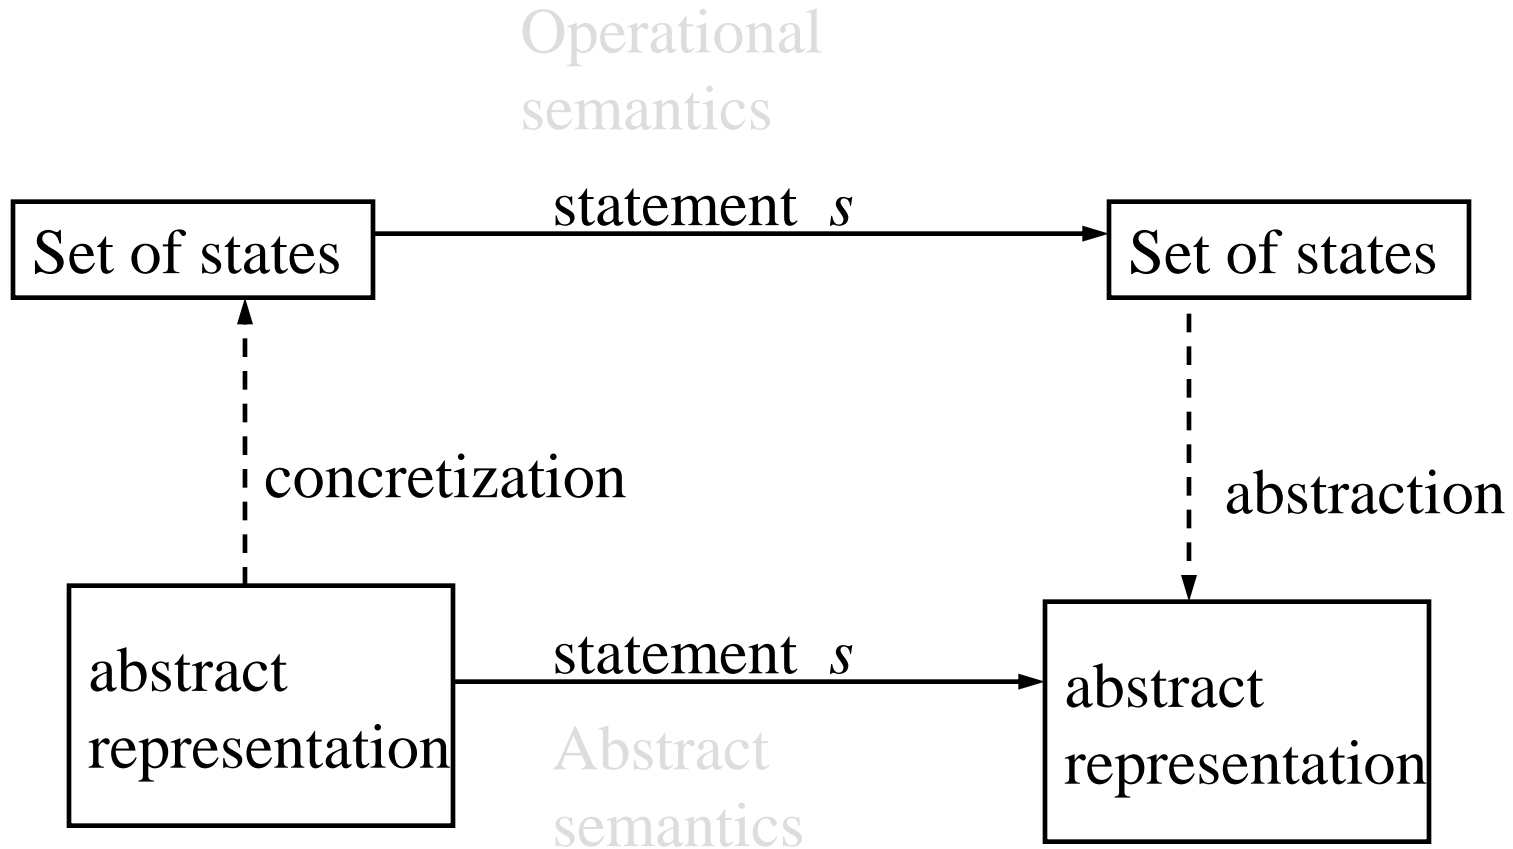 Operational
semantics
statement s
Set of states
Set of states
concretization
abstraction
statement s
abstract
representation
abstract
representation
Abstract
semantics